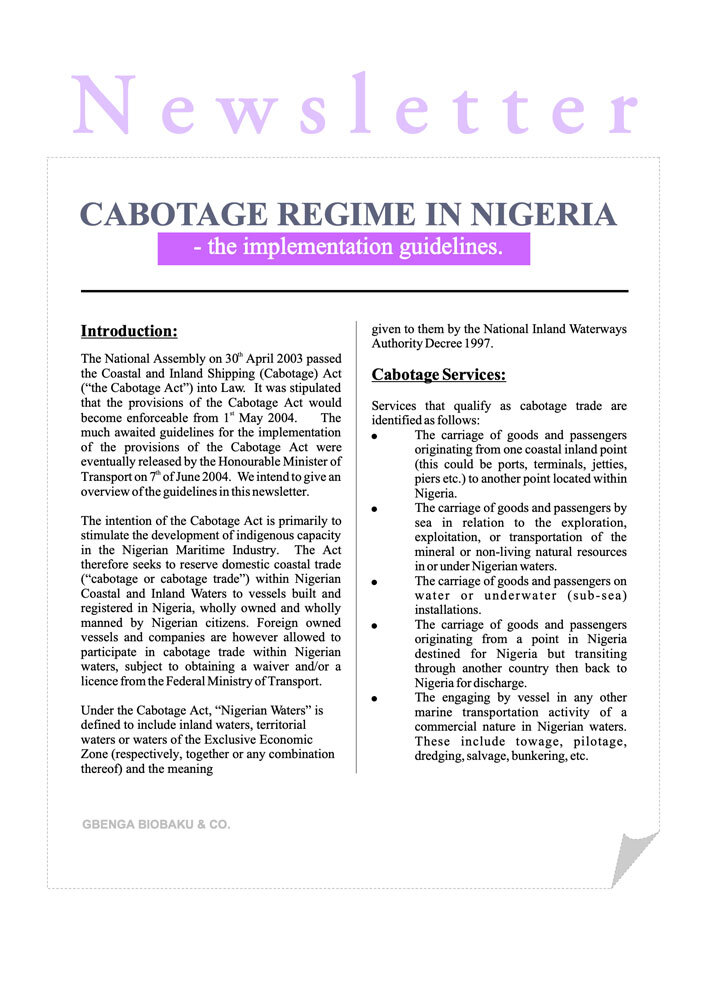 Newsletter
CABOTAGE REGIME IN NIGERIA
- the implementation guidelines.
Introduction:
The National Assembly on 30th April 2003 passed
the Coastal and Inland Shipping (Cabotage) Act
(“the Cabotage Act”) into Law. It was stipulated
that the provisions of the Cabotage Act would
become enforceable from 1st May 2004. The
much awaited guidelines for the implementation
of the provisions of the Cabotage Act were
eventually released by the Honourable Minister of
Transport on 7th of June 2004. We intend to give an
overview of the guidelines in this newsletter.
The intention of the Cabotage Act is primarily to
stimulate the development of indigenous capacity
in the Nigerian Maritime Industry. The Act
therefore seeks to reserve domestic coastal trade
(“cabotage or cabotage trade”) within Nigerian
Coastal and Inland Waters to vessels built and
registered in Nigeria, wholly owned and wholly
manned by Nigerian citizens. Foreign owned
vessels and companies are however allowed to
participate in cabotage trade within Nigerian
waters, subject to obtaining a waiver and/or a
licence from the Federal Ministry of Transport.
Under the Cabotage Act, “Nigerian Waters” is
defined to include inland waters, territorial
waters or waters of the Exclusive Economic
Zone (respectively, together or any combination
thereof) and the meaning
given to them by the National Inland Waterways
Authority Decree 1997.
Cabotage Services:
Services that qualify as cabotage trade are
identified as follows:
● The carriage of goods and passengers
originating from one coastal inland point
(this could be ports, terminals, jetties,
piers etc.) to another point located within
Nigeria.
● The carriage of goods and passengers by
sea in relation to the exploration,
exploitation, or transportation of the
mineral or non-living natural resources
in or under Nigerian waters.
● The carriage of goods and passengers on
water or underwater (sub-sea)
installations.
● The carriage of goods and passengers
originating from a point in Nigeria
destined for Nigeria but transiting
through another country then back to
Nigeria for discharge.
● The engaging by vessel in any other
marine transportation activity of a
commercial nature in Nigerian waters.
These include towage, pilotage,
dredging, salvage, bunkering, etc.
GBENGA BIOBAKU & CO.